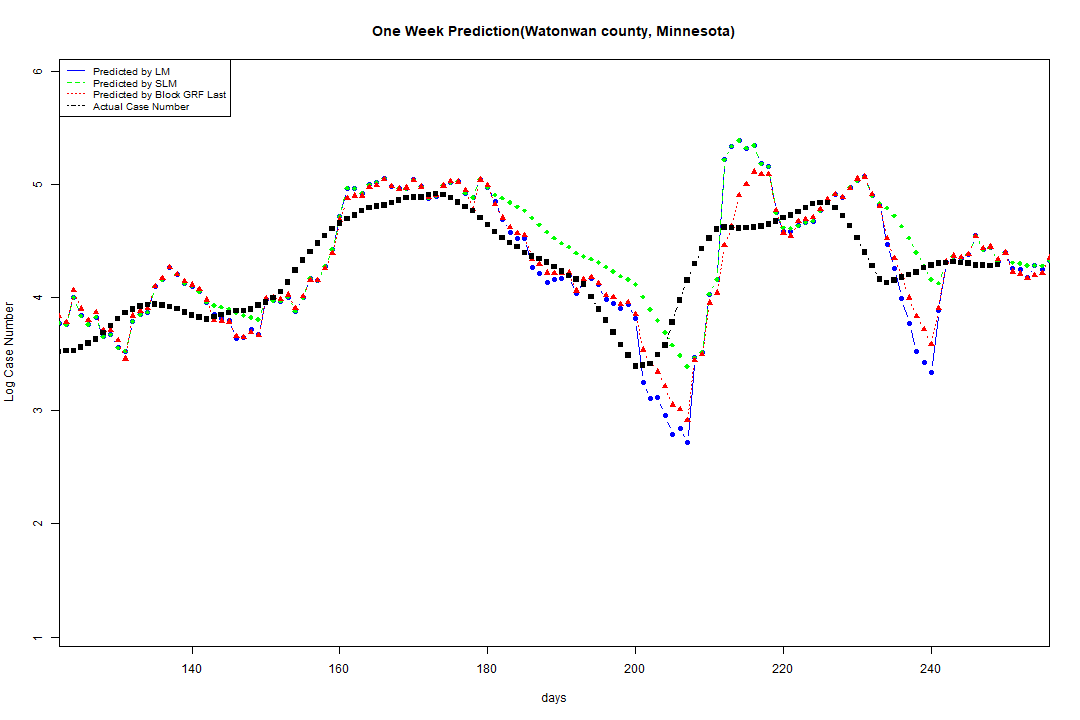 One Week Prediction(Watonwan county, Minnesota)
Predicted by LM
Predicted by SLM
Predicted by Block GRF Last
Actual Case Number
6
5
4
3
2
1
Log Case Number
140 160 180 200 220 240
days